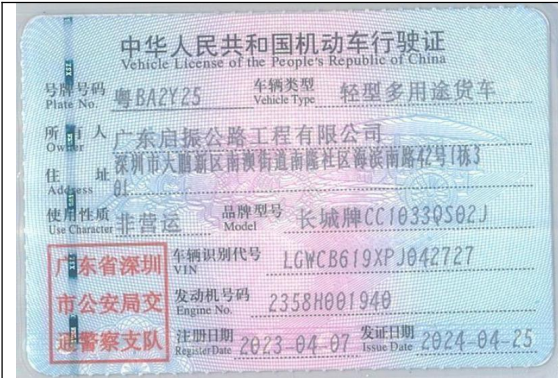 中华人民共和国机动车行驶证
Vehicle License of the People's Republic of China
号牌号码 粤BA2Y25 车辆类型 轻型多用途货车
Plate No. Vehicle Type
所有人 广东启振公路工程有限公司
Owner
住址 深圳市大鹏新区南澳街道南隆社区海滨南路42号1栋3
Address 01
使用性质 非营运 品牌型号 长城牌CC1033QS02J
Use Character Model
广东省深圳
市公安局交
通警察支队
车辆识别代号 LGWCB619XPJ042727
VIN
发动机号码 2358H001940
Engine No.
注册日期 2023-04-07 发证日期 2024-04-25
Register Date Issue Date